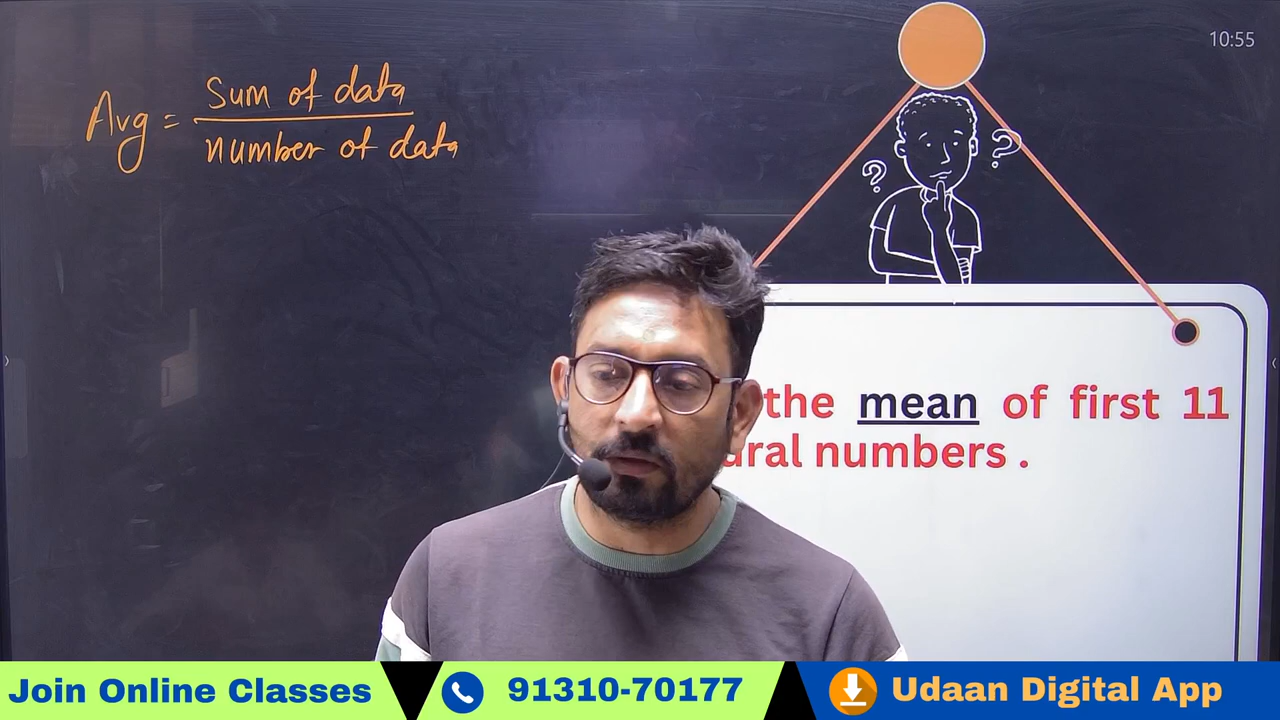 10:55
Avg = Sum of data
number of data
? ?
the mean of first 11
ral numbers .
Join Online Classes 91310-70177 Udaan Digital App